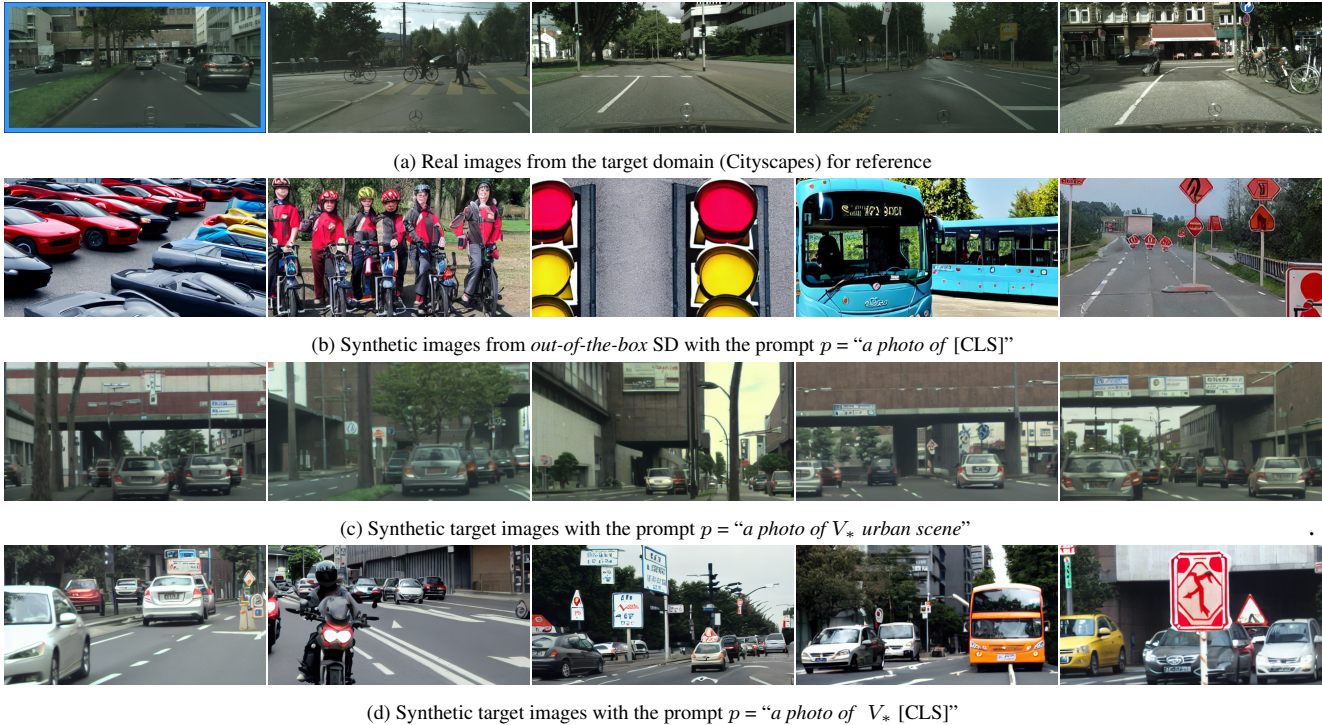 (a) Real images from the target domain (Cityscapes) for reference
(b) Synthetic images from out-of-the-box SD with the prompt p = “a photo of [CLS]”
(c) Synthetic target images with the prompt p = “a photo of V* urban scene”
.
(d) Synthetic target images with the prompt p = “a photo of V* [CLS]”